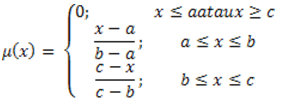 μ(x) = { 0; x ≤ aataux ≥ c
(x − a)/(b − a); a ≤ x ≤ b
(c − x)/(c − b); b ≤ x ≤ c